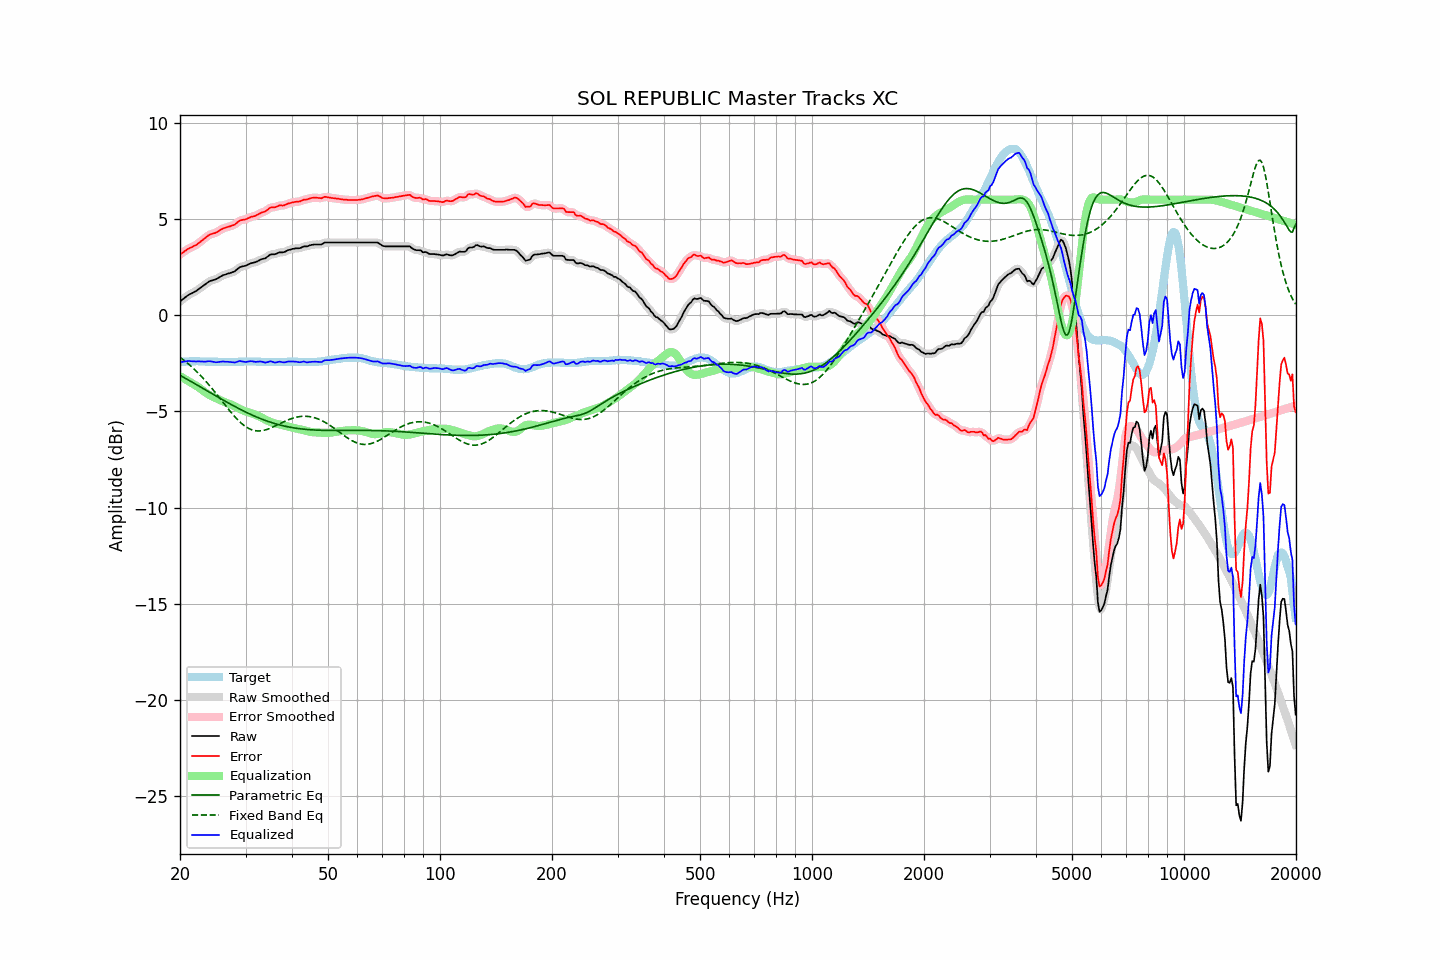 SOL REPUBLIC Master Tracks XC
10
5
0
−5
−10
−15
−20
−25
Amplitude (dBr)
Target
Raw Smoothed
Error Smoothed
Raw
Error
Equalization
Parametric Eq
Fixed Band Eq
Equalized
20 50 100 200 500 1000 2000 5000 10000 20000
Frequency (Hz)